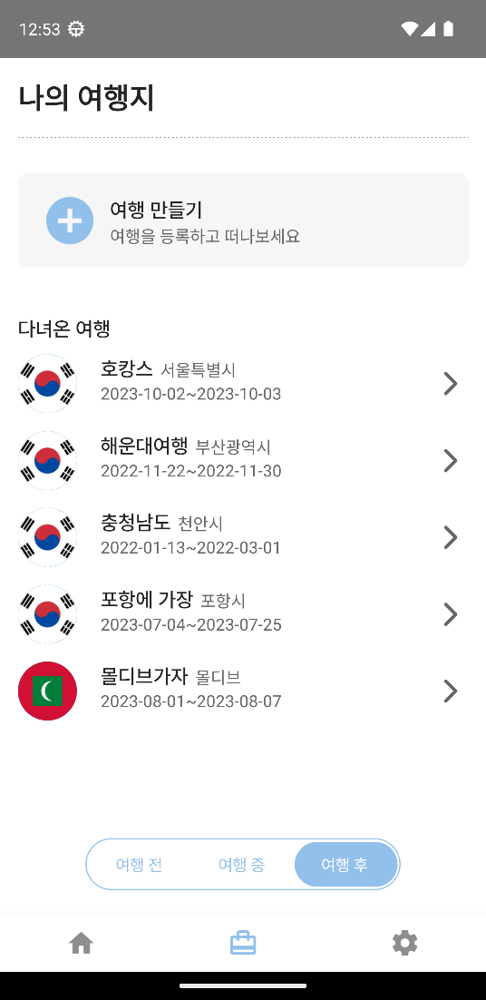 12:53
나의 여행지
여행 만들기
여행을 등록하고 떠나보세요
다녀온 여행
호캉스 서울특별시
2023-10-02~2023-10-03
해운대여행 부산광역시
2022-11-22~2022-11-30
충청남도 천안시
2022-01-13~2022-03-01
포항에 가장 포항시
2023-07-04~2023-07-25
몰디브가자 몰디브
2023-08-01~2023-08-07
여행 전 여행 중 여행 후